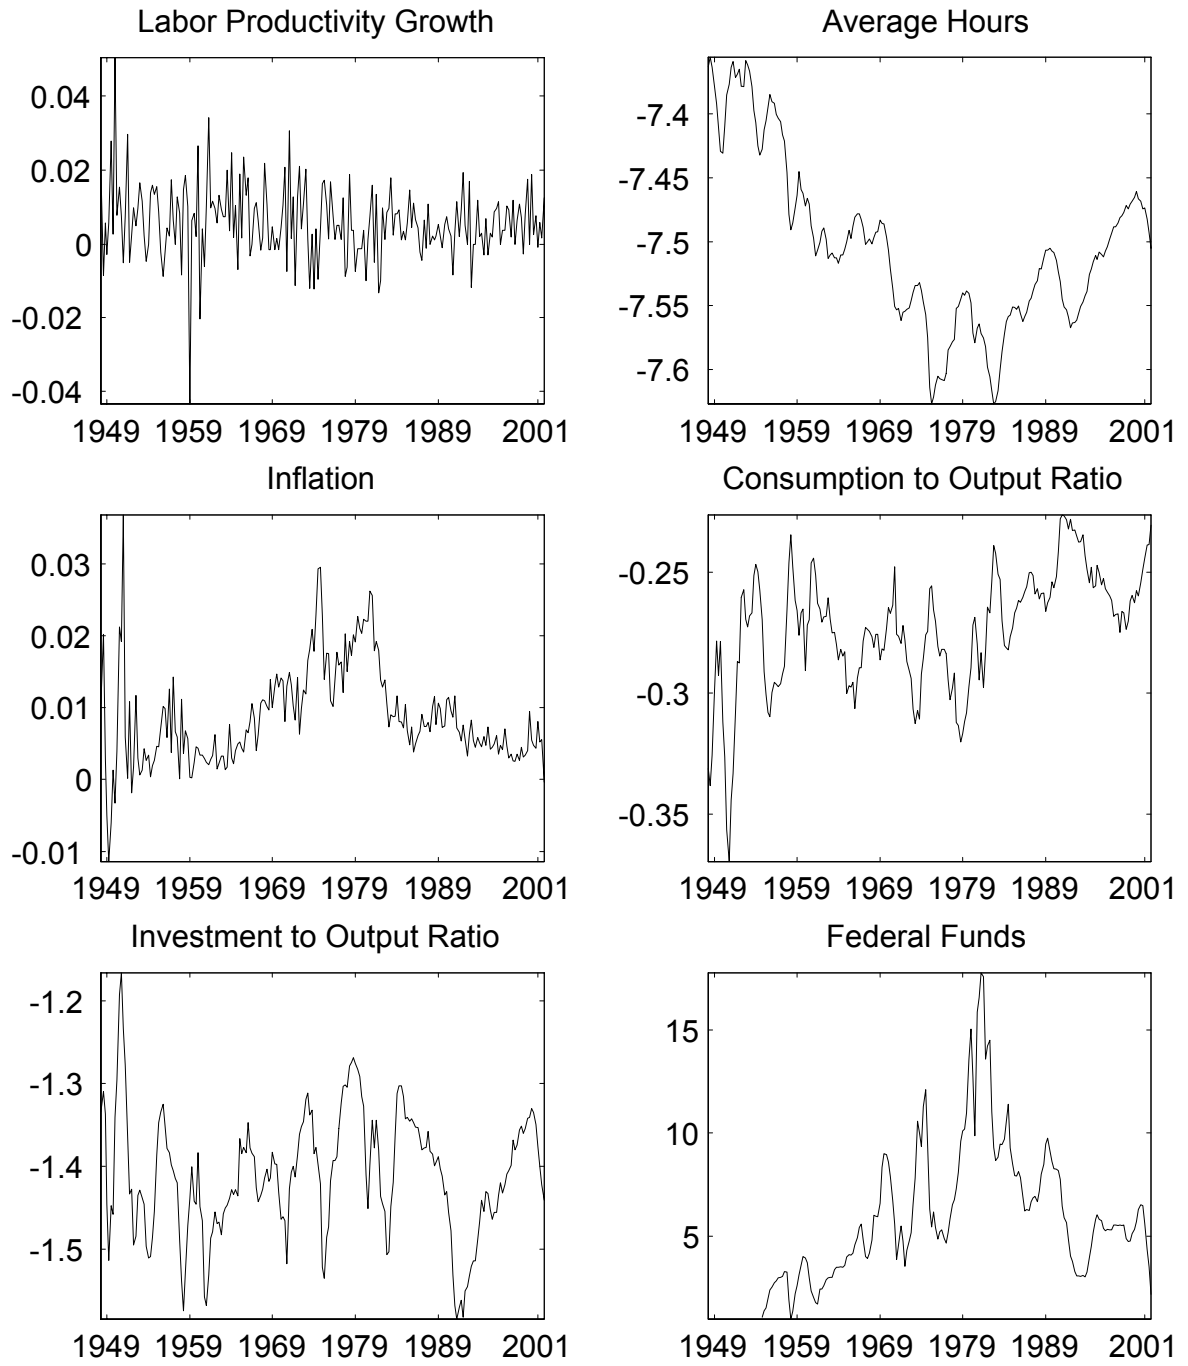 Labor Productivity Growth
0.04
0.02
0
-0.02
-0.04
1949 1959 1969 1979 1989 2001
Average Hours
-7.4
-7.45
-7.5
-7.55
-7.6
1949 1959 1969 1979 1989 2001
Inflation
0.03
0.02
0.01
0
-0.01
1949 1959 1969 1979 1989 2001
Consumption to Output Ratio
-0.25
-0.3
-0.35
1949 1959 1969 1979 1989 2001
Investment to Output Ratio
-1.2
-1.3
-1.4
-1.5
1949 1959 1969 1979 1989 2001
Federal Funds
15
10
5
1949 1959 1969 1979 1989 2001